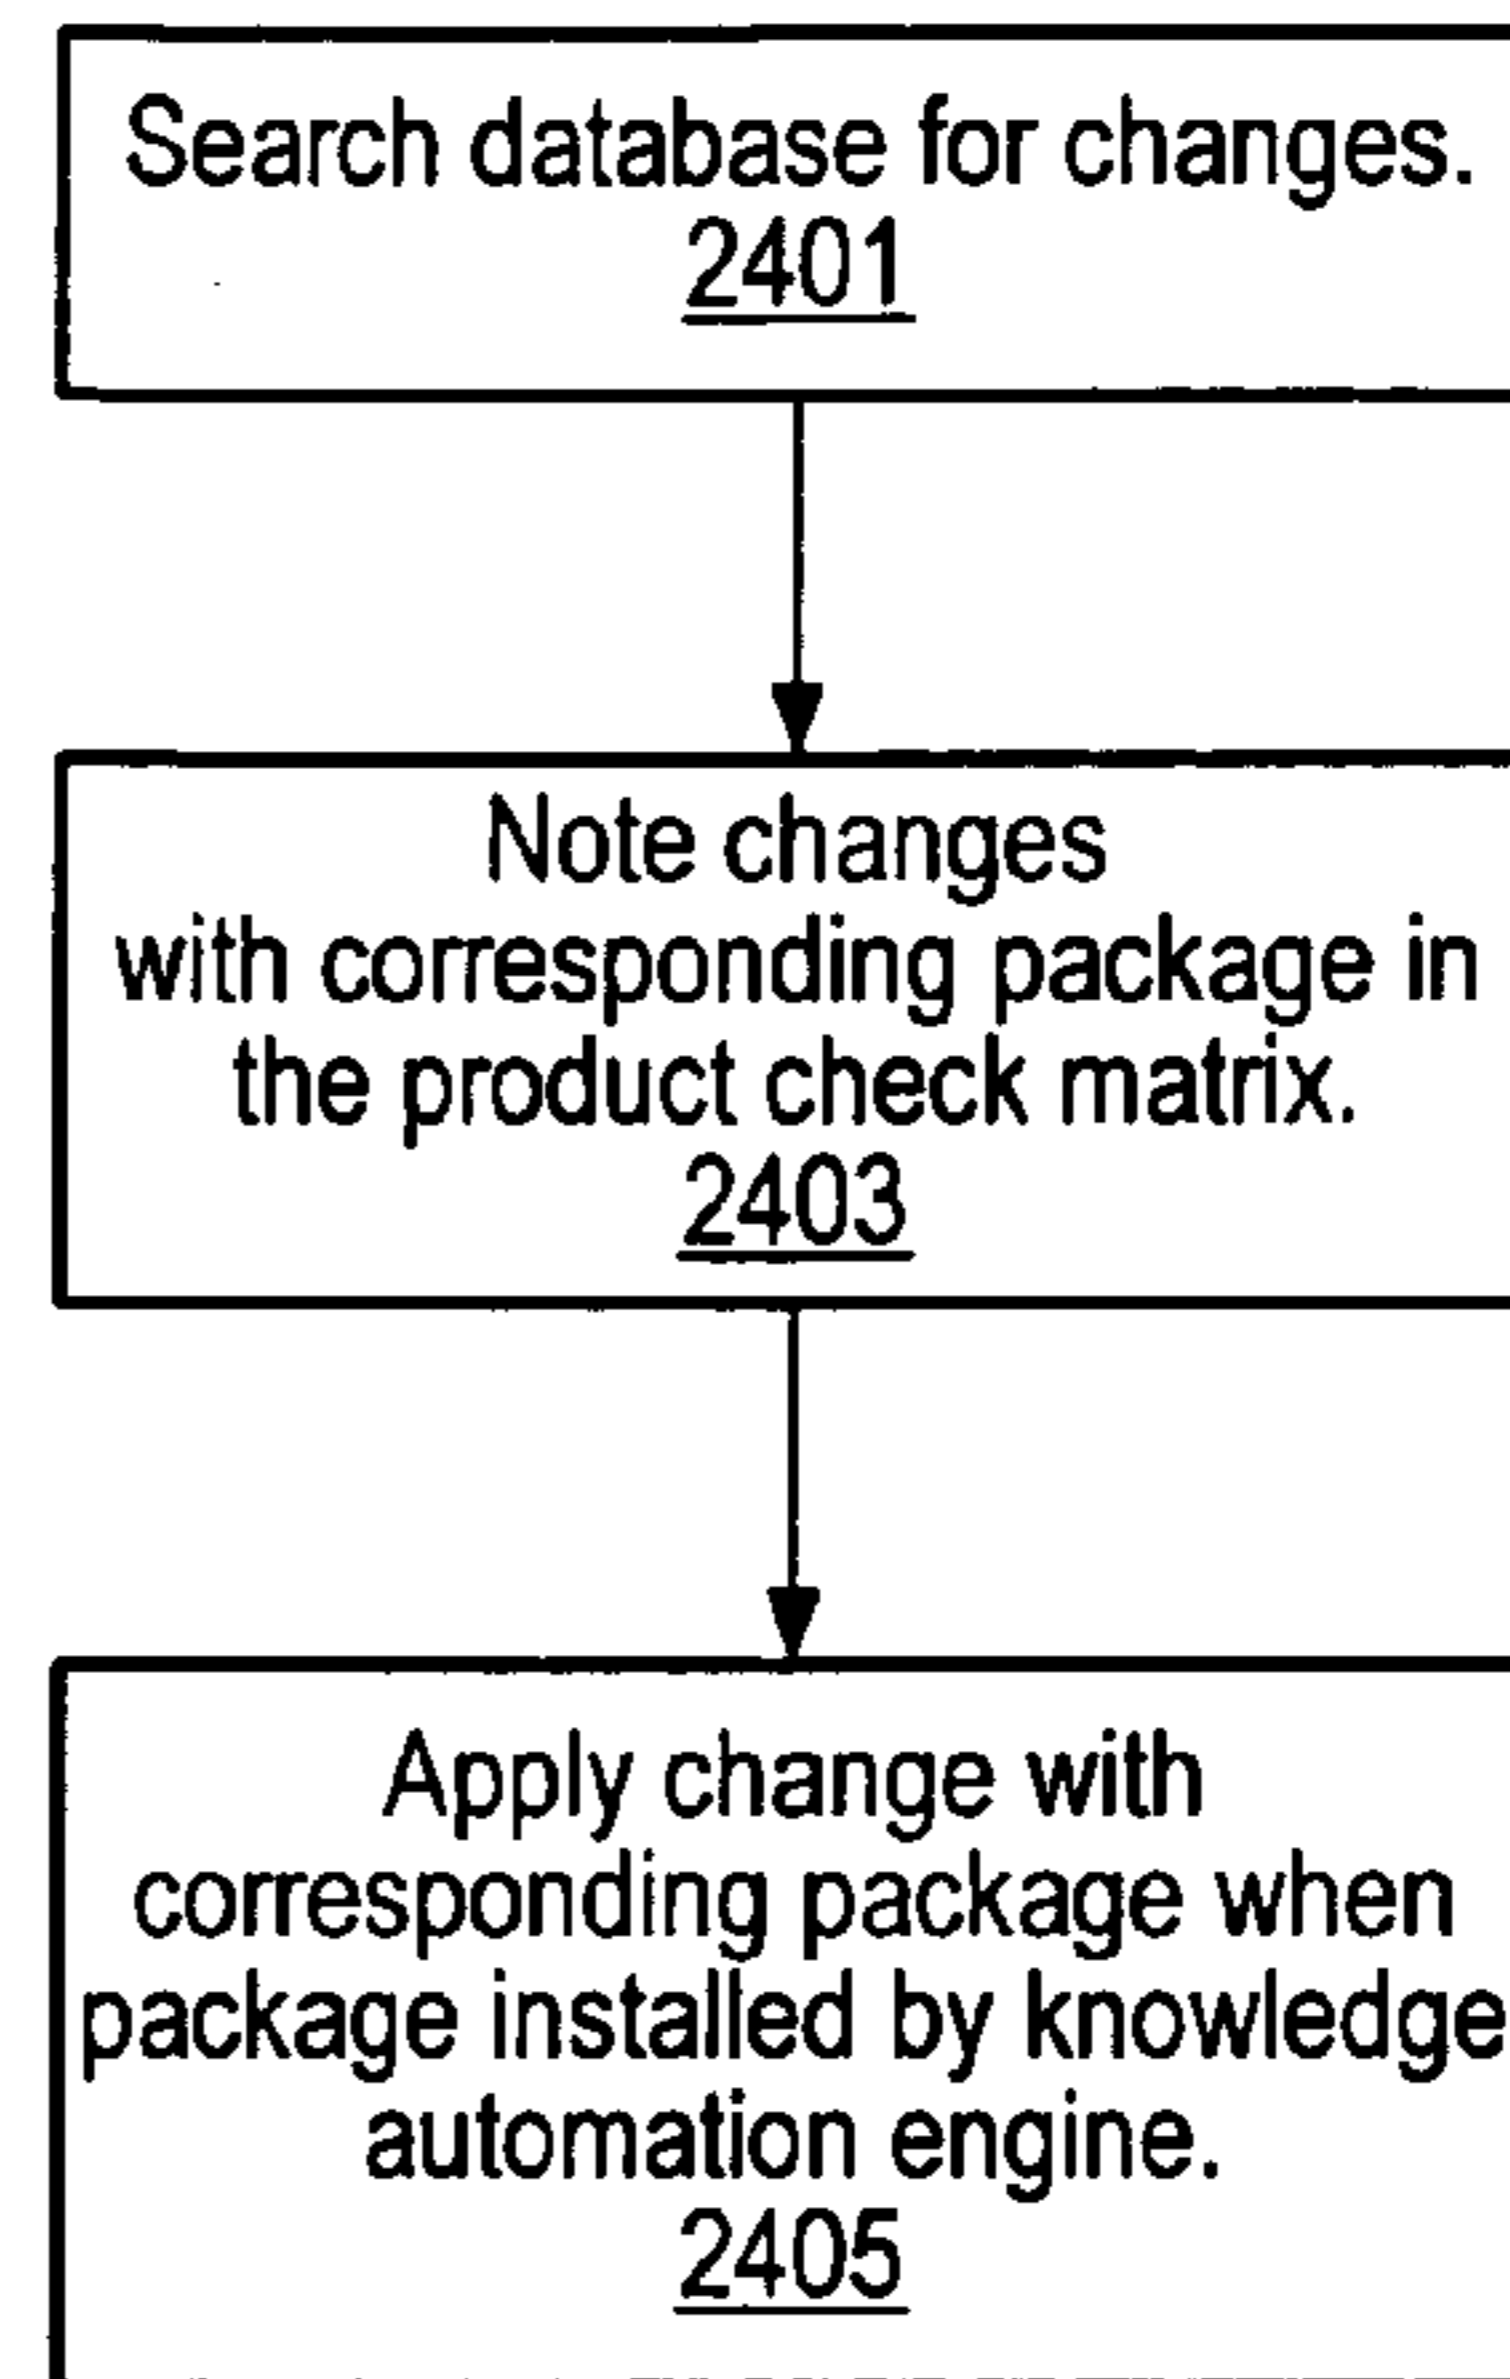 Search database for changes.
2401
Note changes
with corresponding package in
the product check matrix.
2403
Apply change with
corresponding package when
package installed by knowledge
automation engine.
2405